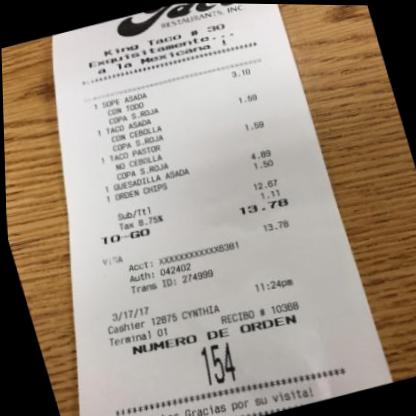 RESTAURANTS, INC
King Taco # 30
Exquisitamente...
a la Mexicana !
1 SOPE ASADA 3.10
CON TODO
COPA S.ROJA
1 TACO ASADA 1.59
CON CEBOLLA
COPA S.ROJA
1 TACO PASTOR 1.59
NO CEBOLLA
COPA S.ROJA
1 QUESADILLA ASADA 4.89
1 ORDEN CHIPS 1.50
Sub/Ttl 12.67
Tax 8.75% 1.11
TO-GO 13.78
VISA 13.78
Acct: XXXXXXXXXXXX8381
Auth: 042402
Trans ID: 274999
3/17/17 11:24pm
Cashier 12875 CYNTHIA
Terminal 01 RECIBO # 10368
NUMERO DE ORDEN
154
Gracias por su visita!